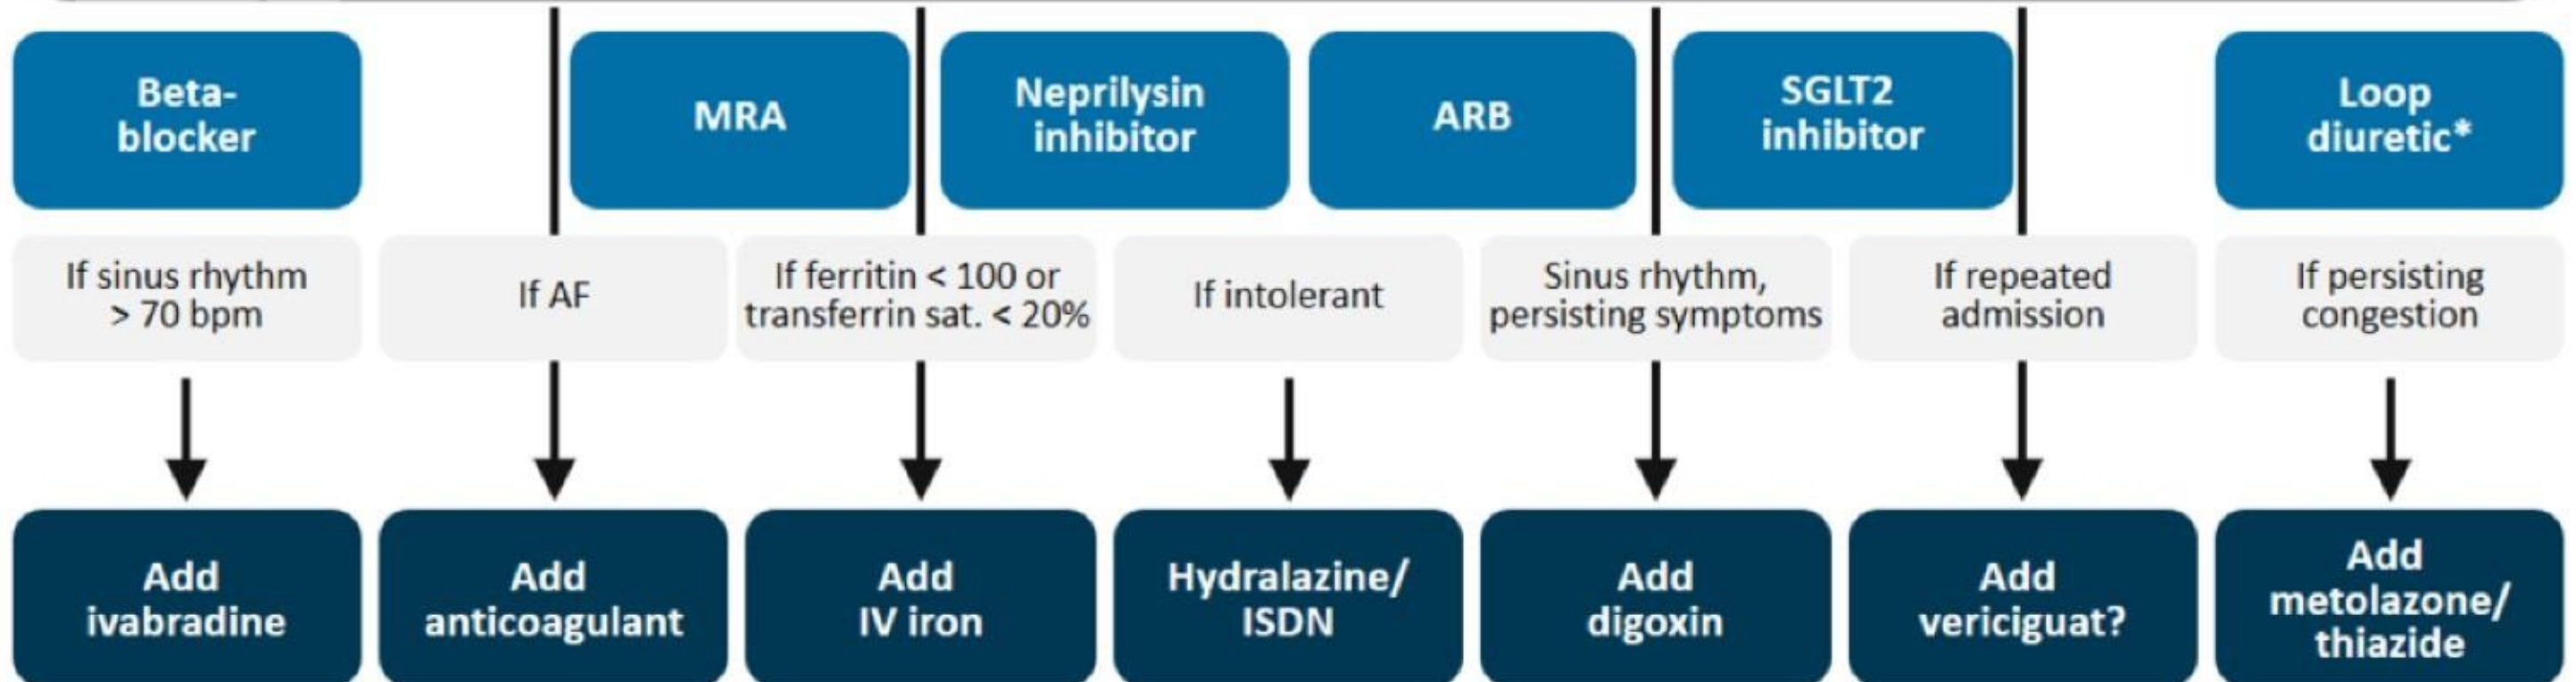 Beta-
blocker
MRA
Neprilysin
inhibitor
ARB
SGLT2
inhibitor
Loop
diuretic*
If sinus rhythm
> 70 bpm
If AF
If ferritin < 100 or
transferrin sat. < 20%
If intolerant
Sinus rhythm,
persisting symptoms
If repeated
admission
If persisting
congestion
Add
ivabradine
Add
anticoagulant
Add
IV iron
Hydralazine/
ISDN
Add
digoxin
Add
vericiguat?
Add
metolazone/
thiazide